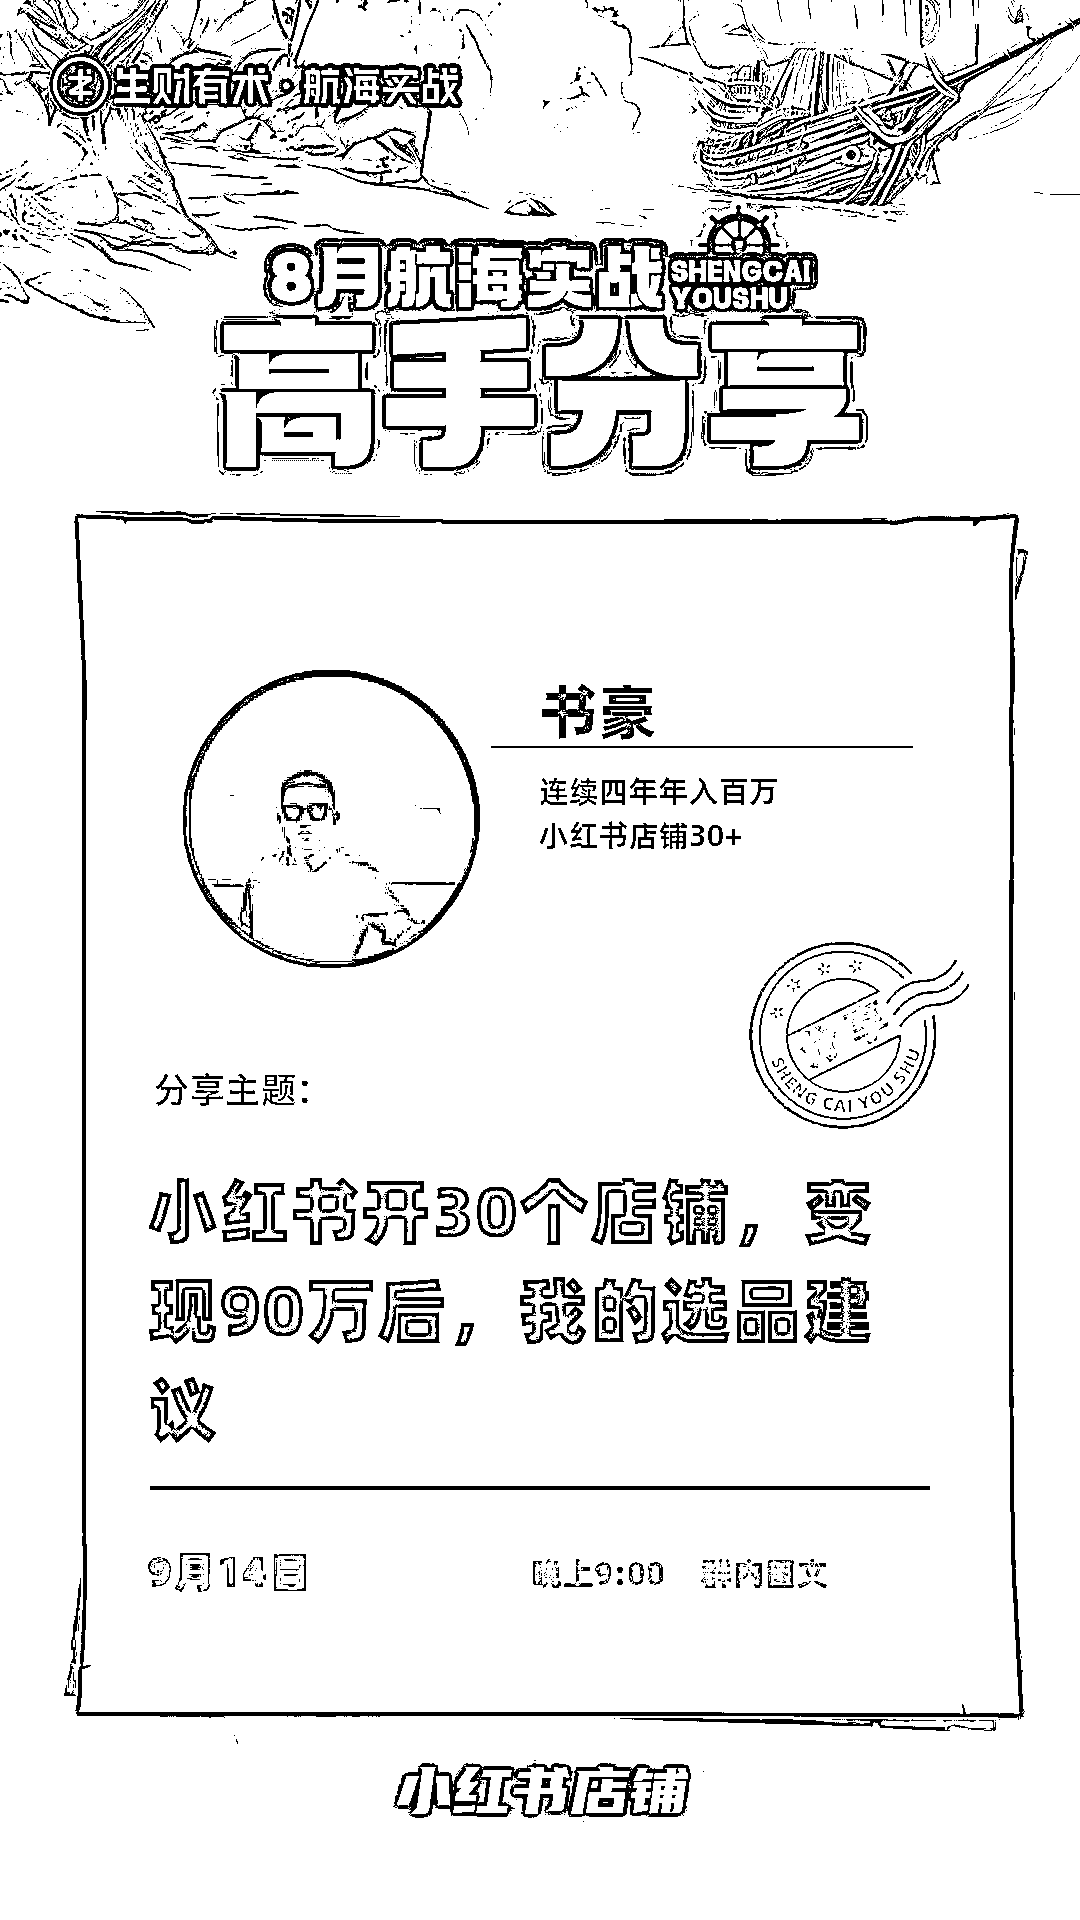 生财有术·航海实战
8月航海实战
SHENGCAI
YOUSHU
高手分享
书豪
连续四年年入百万
小红书店铺30+
SHENG CAI YOU SHU
分享主题：
小红书开30个店铺，变
现90万后，我的选品建
议
9月14日
晚上9:00 群内图文
小红书店铺